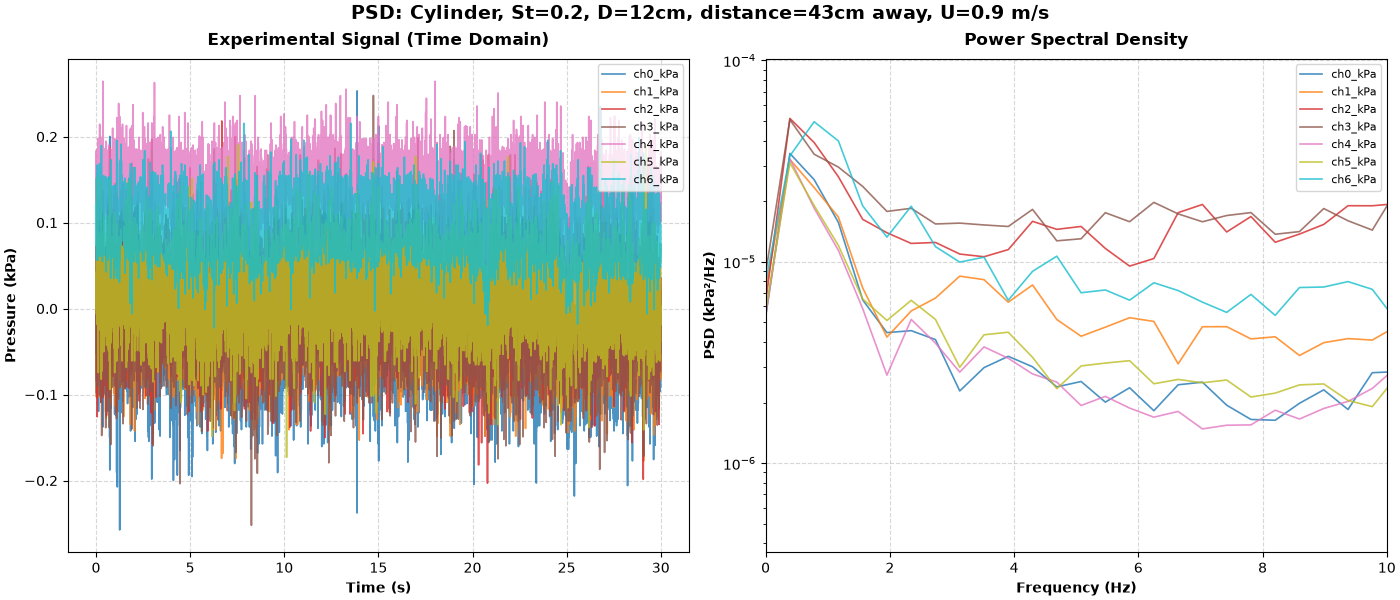 PSD: Cylinder, St=0.2, D=12cm, distance=43cm away, U=0.9 m/s
Experimental Signal (Time Domain)
Pressure (kPa)
0.2
0.1
0.0
−0.1
−0.2
0
5
10
15
20
25
30
Time (s)
ch0_kPa
ch1_kPa
ch2_kPa
ch3_kPa
ch4_kPa
ch5_kPa
ch6_kPa
Power Spectral Density
PSD (kPa²/Hz)
10⁻⁴
10⁻⁵
10⁻⁶
0
2
4
6
8
10
Frequency (Hz)
ch0_kPa
ch1_kPa
ch2_kPa
ch3_kPa
ch4_kPa
ch5_kPa
ch6_kPa